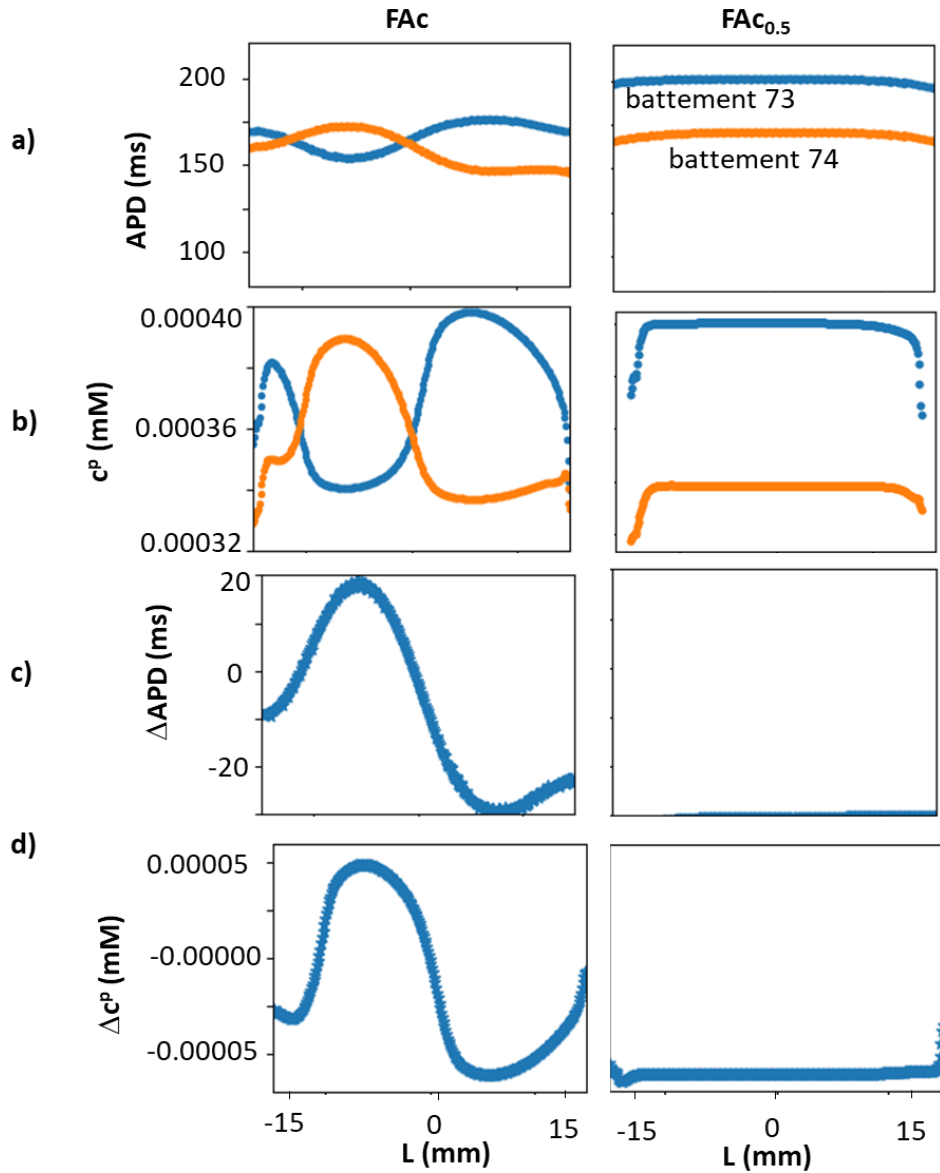 FAc
FAc0.5
a)
APD (ms)
200
150
100
battement 73
battement 74
b)
cᵖ (mM)
0.00040
0.00036
0.00032
c)
ΔAPD (ms)
20
0
-20
d)
Δcᵖ (mM)
0.00005
-0.00000
-0.00005
-15
0
15
-15
0
15
L (mm)
L (mm)